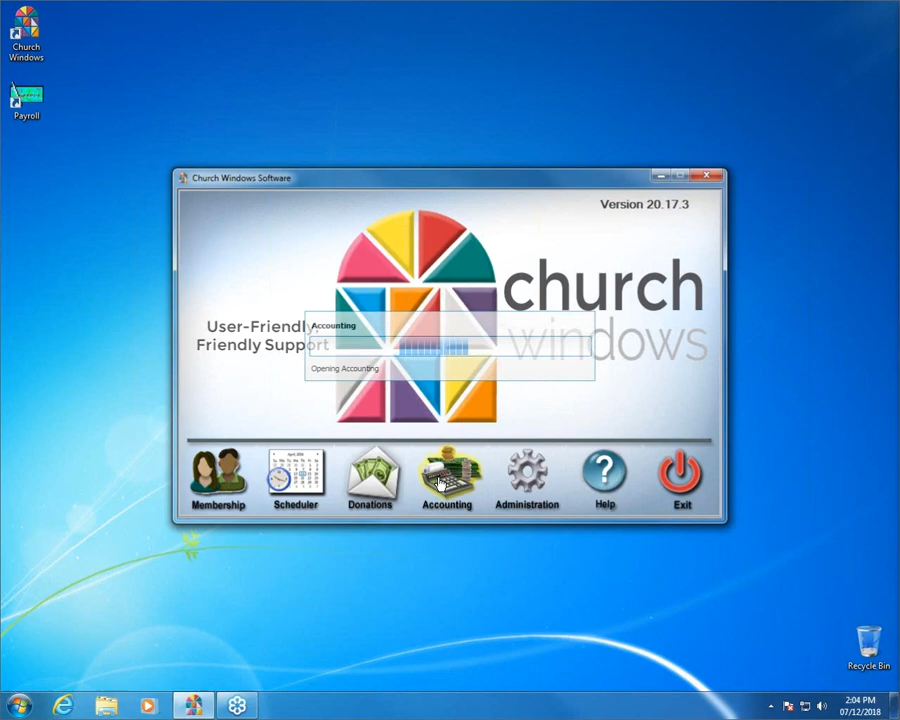 Church
Windows
Payroll
Church Windows Software
Version 20.17.3
User-Friendly,
Friendly Support
church
windows
Accounting
Opening Accounting
Membership
Scheduler
Donations
Accounting
Administration
Help
Exit
Recycle Bin
2:04 PM
07/12/2018